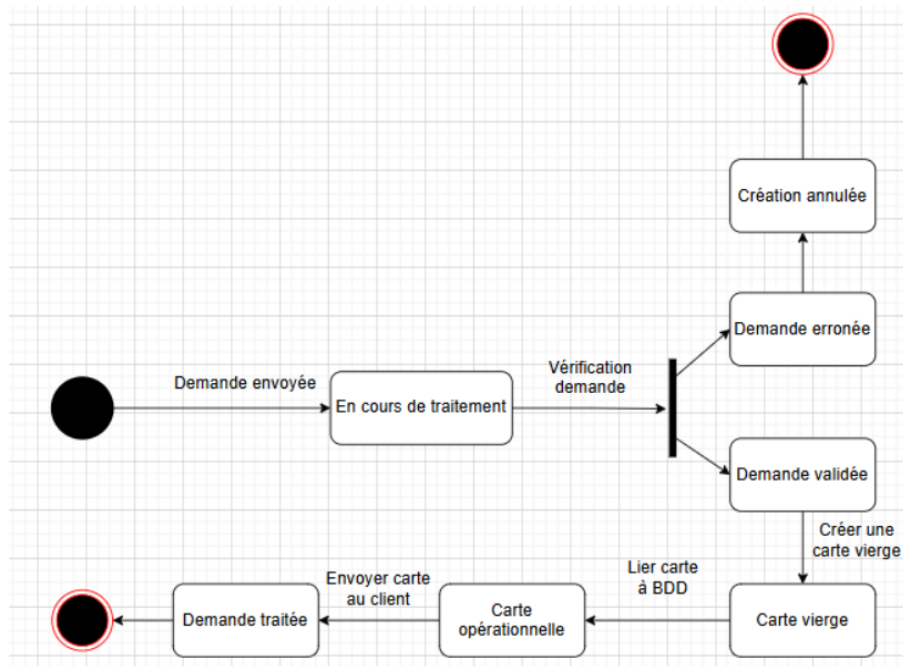 Création annulée
Demande erronée
Vérification
demande
Demande envoyée
En cours de traitement
Demande validée
Créer une
carte vierge
Lier carte
à BDD
Envoyer carte
au client
Demande traitée
Carte
opérationnelle
Carte vierge